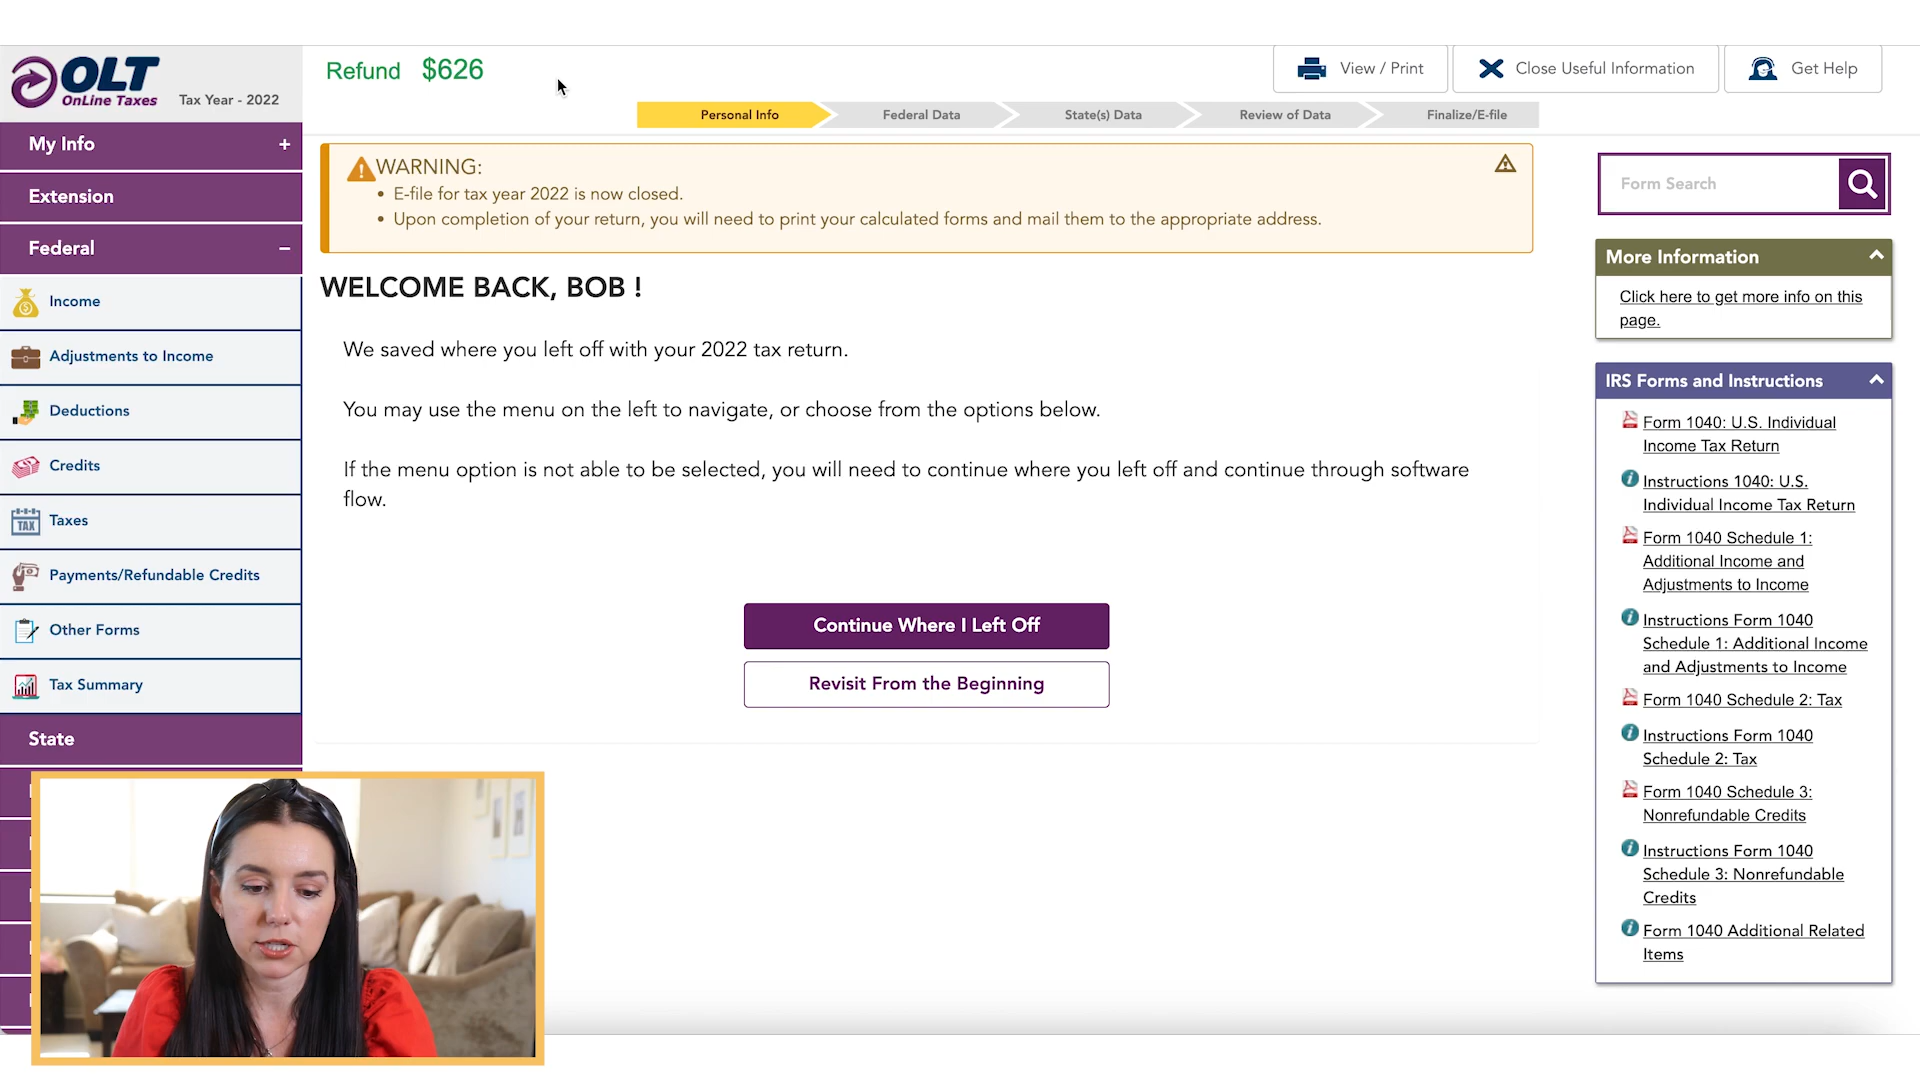 OLT
OnLine Taxes
Tax Year - 2022
Refund $626
View / Print
Close Useful Information
Get Help
Personal Info
Federal Data
State(s) Data
Review of Data
Finalize/E-file
My Info +
Extension
Federal –
Income
Adjustments to Income
Deductions
Credits
TAX
Taxes
Payments/Refundable Credits
Other Forms
Tax Summary
State
WARNING:
• E-file for tax year 2022 is now closed.
• Upon completion of your return, you will need to print your calculated forms and mail them to the appropriate address.
WELCOME BACK, BOB !
We saved where you left off with your 2022 tax return.
You may use the menu on the left to navigate, or choose from the options below.
If the menu option is not able to be selected, you will need to continue where you left off and continue through software
flow.
Continue Where I Left Off
Revisit From the Beginning
Form Search
More Information
Click here to get more info on this
page.
IRS Forms and Instructions
Form 1040: U.S. Individual
Income Tax Return
Instructions 1040: U.S.
Individual Income Tax Return
Form 1040 Schedule 1:
Additional Income and
Adjustments to Income
Instructions Form 1040
Schedule 1: Additional Income
and Adjustments to Income
Form 1040 Schedule 2: Tax
Instructions Form 1040
Schedule 2: Tax
Form 1040 Schedule 3:
Nonrefundable Credits
Instructions Form 1040
Schedule 3: Nonrefundable
Credits
Form 1040 Additional Related
Items